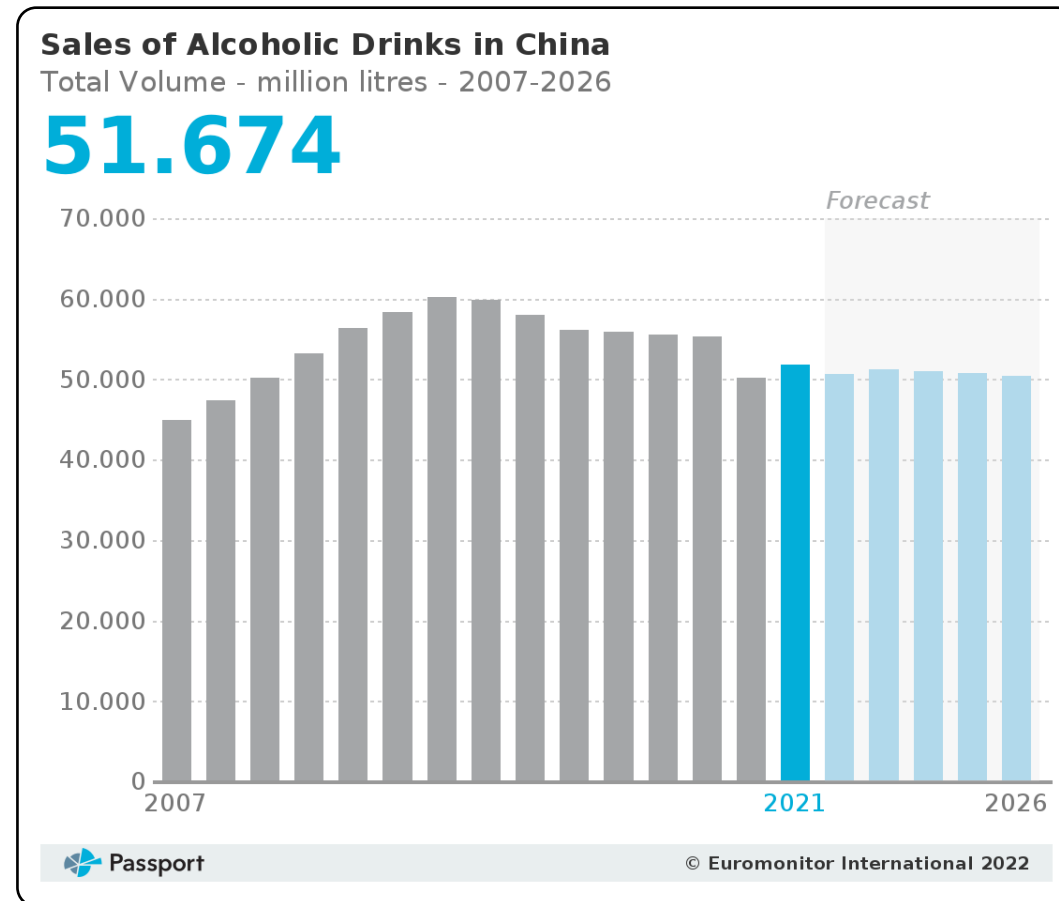 Sales of Alcoholic Drinks in China
Total Volume - million litres - 2007-2026
51.674
Forecast
70.000
60.000
50.000
40.000
30.000
20.000
10.000
0
2007 2021 2026
Passport © Euromonitor International 2022